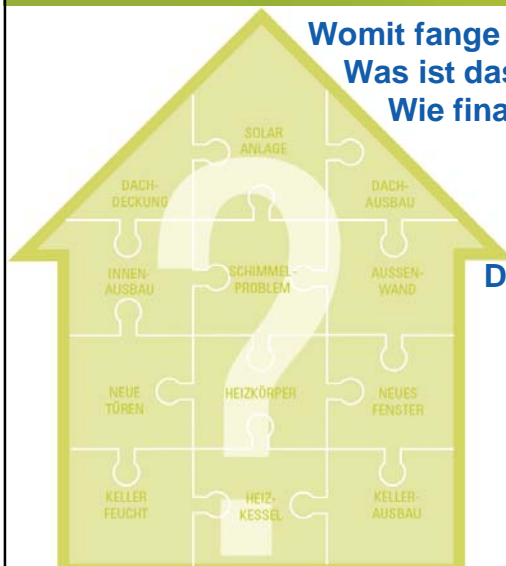 Womit fange
Was ist das
Wie fina
SOLAR
ANLAGE
DACH-
DECKUNG
DACH-
AUSBAU
INNEN-
AUSBAU
SCHIMMEL-
PROBLEM
AUSSEN-
WAND
D
NEUE
TÜREN
HEIZKÖRPER
NEUES
FENSTER
KELLER
FEUCHT
HEIZ-
KESSEL
KELLER-
AUSBAU
?